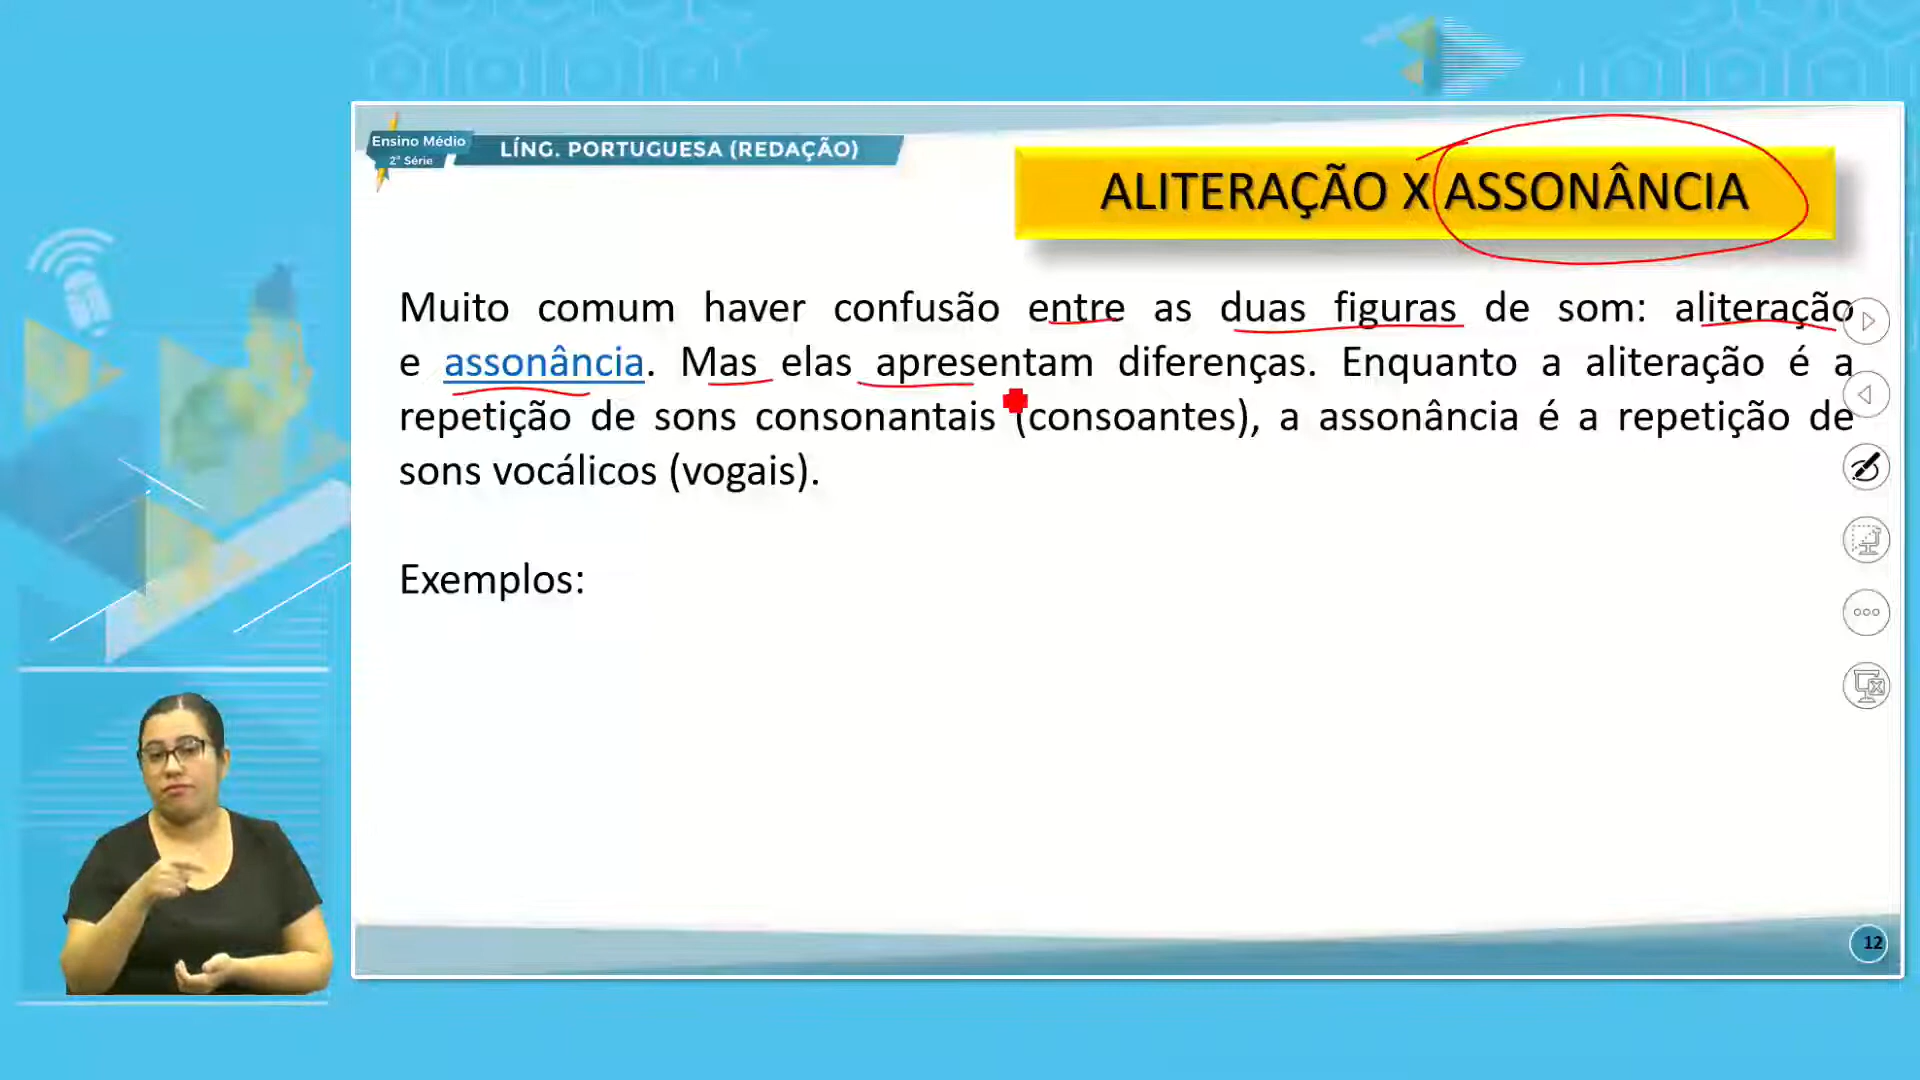 Ensino Médio
2ª Série
LÍNG. PORTUGUESA (REDAÇÃO)
ALITERAÇÃO X ASSONÂNCIA
Muito comum haver confusão entre as duas figuras de som: aliteração
e assonância. Mas elas apresentam diferenças. Enquanto a aliteração é a
repetição de sons consonantais (consoantes), a assonância é a repetição de
sons vocálicos (vogais).
Exemplos:
12